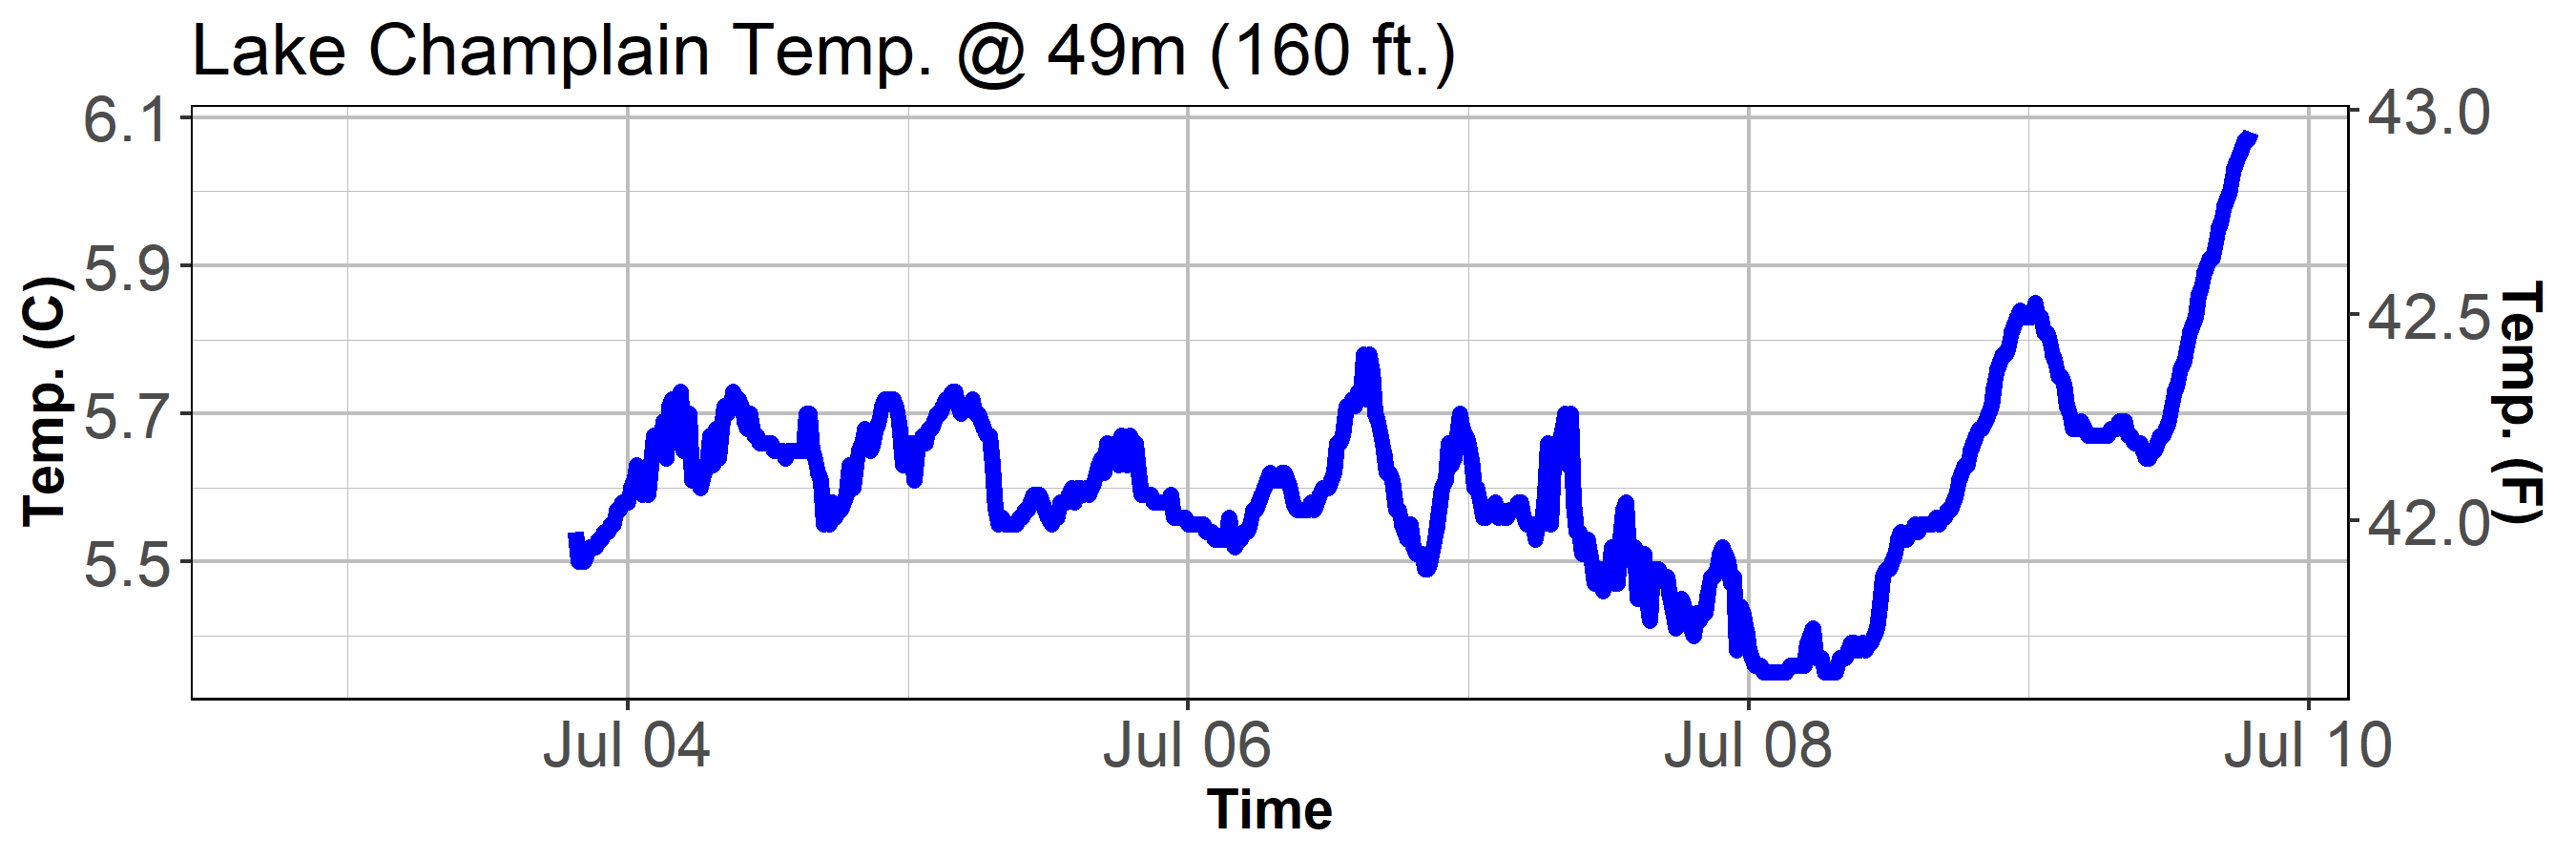 Lake Champlain Temp. @ 49m (160 ft.)
6.1
5.9
5.7
5.5
Temp. (C)
43.0
42.5
42.0
Temp. (F)
Jul 04 Jul 06 Jul 08 Jul 10
Time